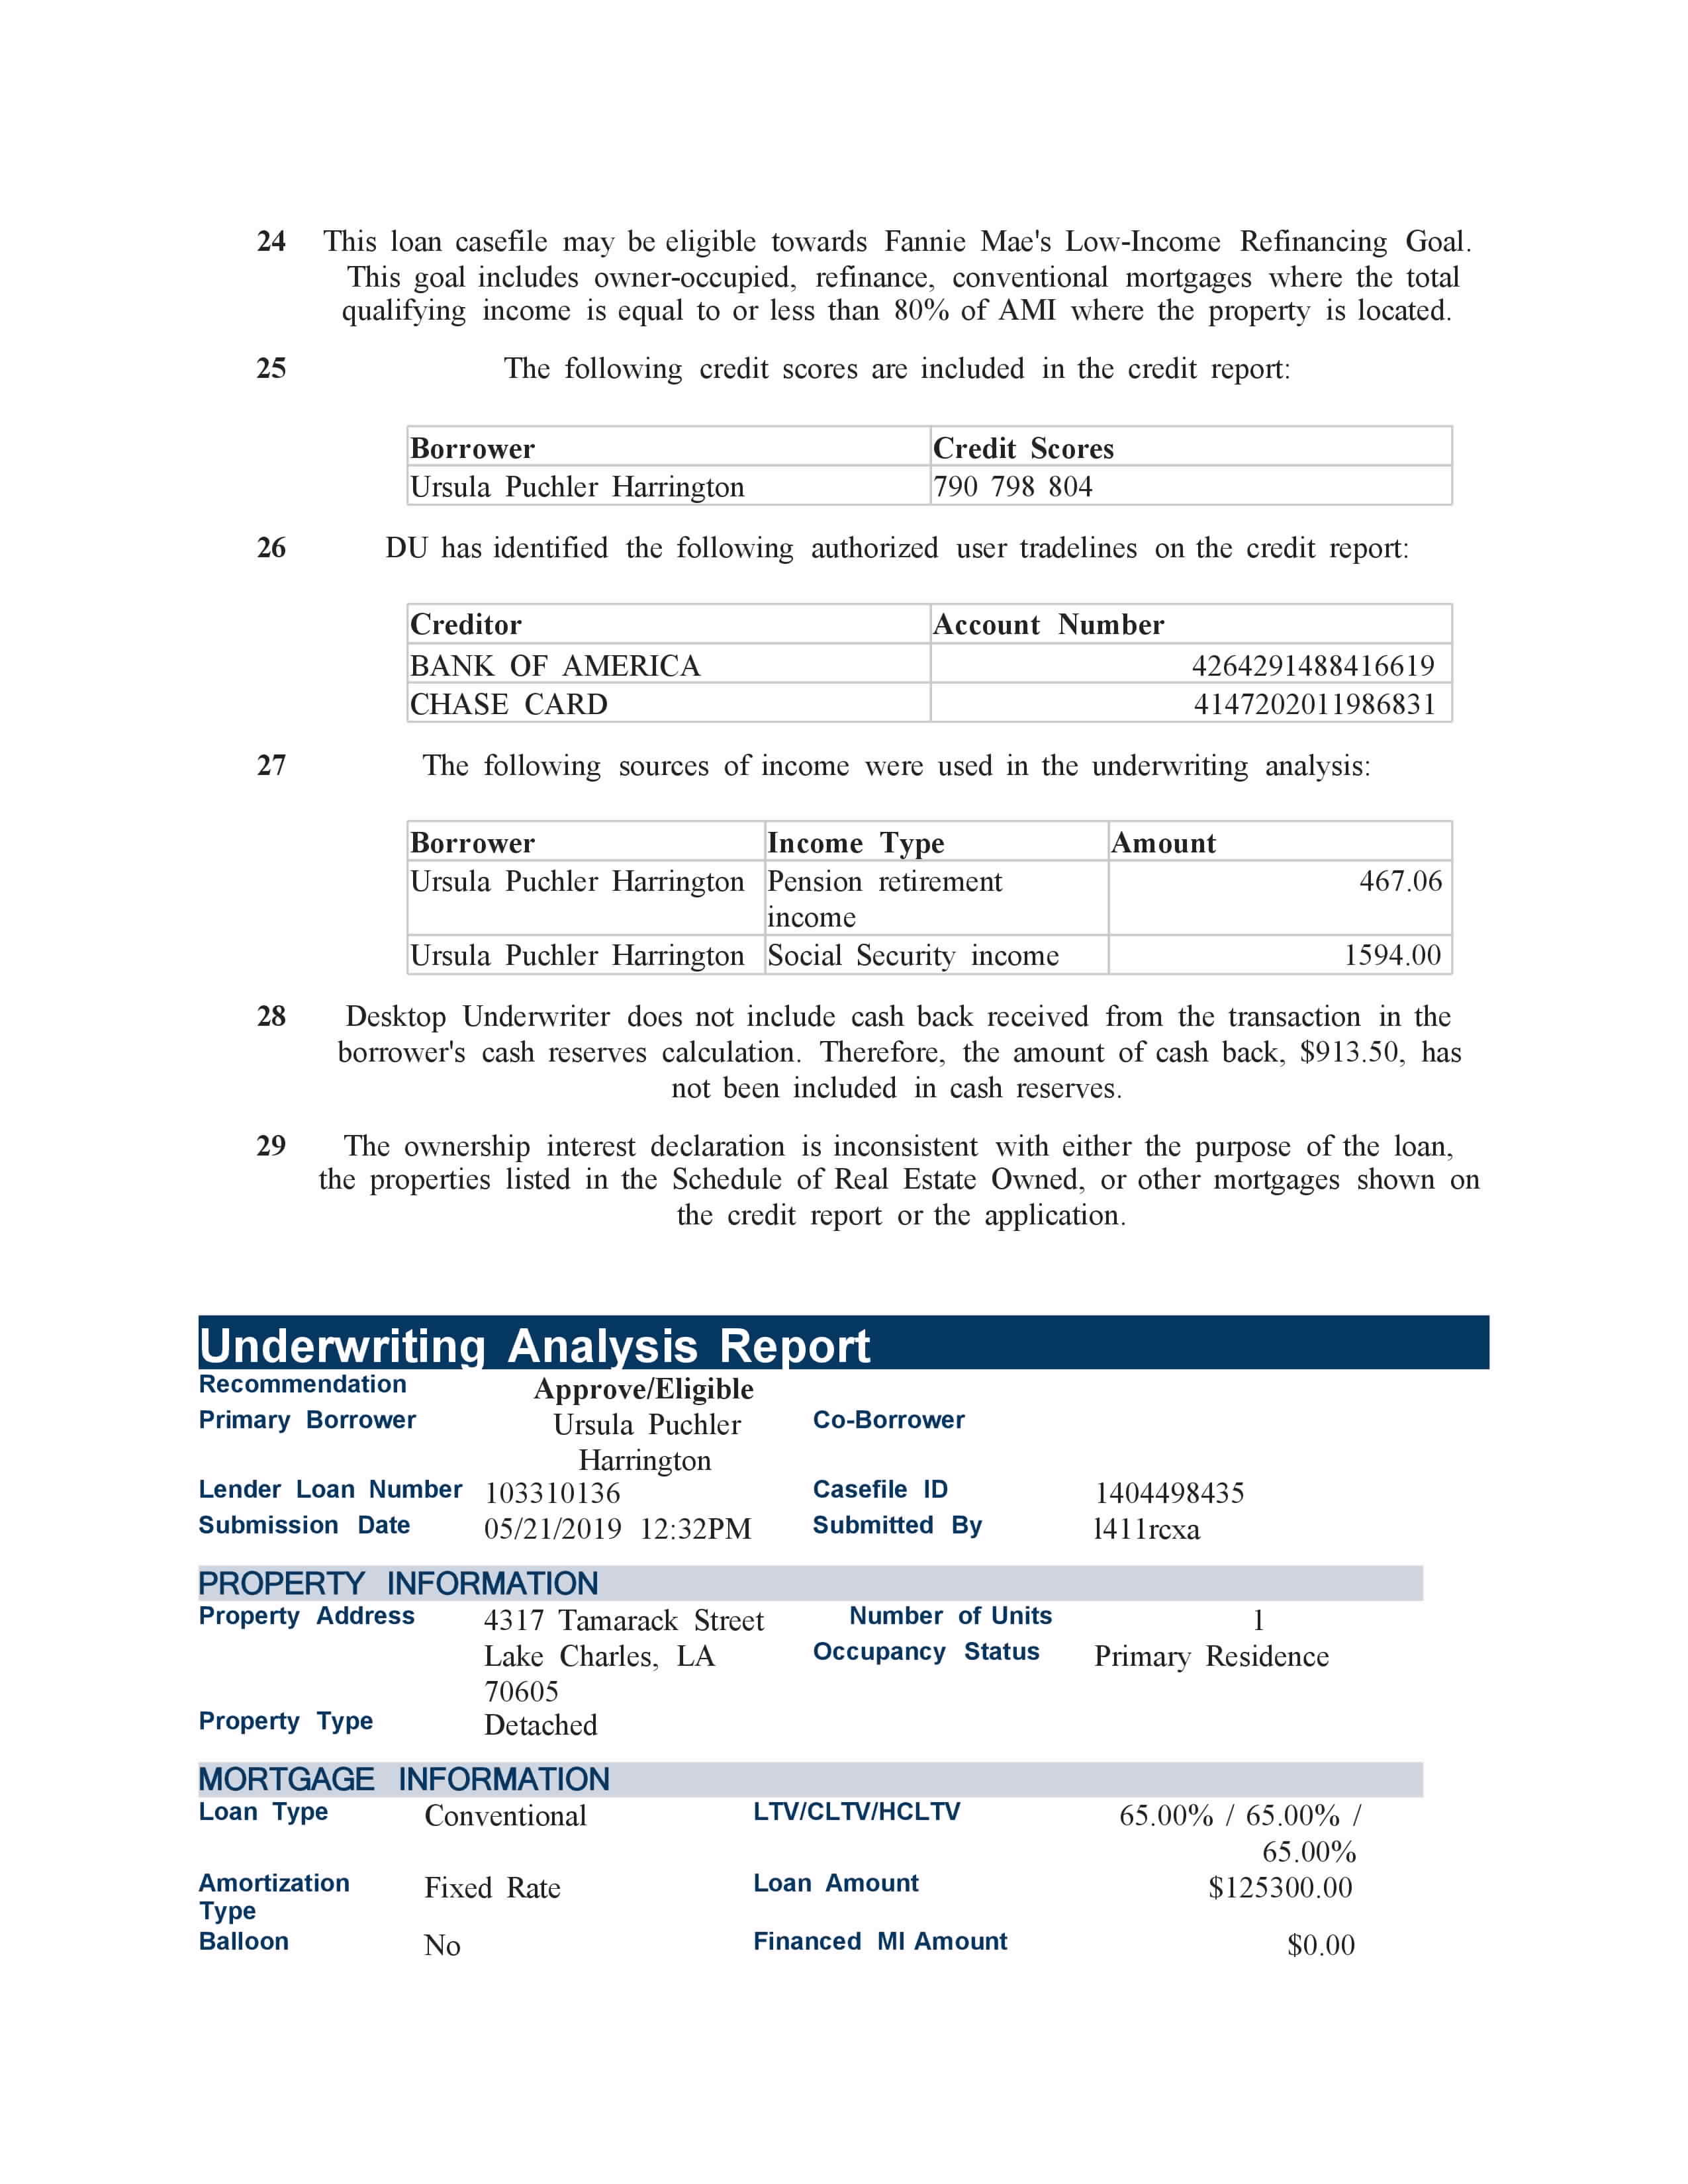 24 This loan casefile may be eligible towards Fannie Mae's Low-Income Refinancing Goal.
This goal includes owner-occupied, refinance, conventional mortgages where the total
qualifying income is equal to or less than 80% of AMI where the property is located.
25 The following credit scores are included in the credit report:
Borrower Credit Scores
Ursula Puchler Harrington 790 798 804
26 DU has identified the following authorized user tradelines on the credit report:
Creditor Account Number
BANK OF AMERICA 4264291488416619
CHASE CARD 4147202011986831
27 The following sources of income were used in the underwriting analysis:
Borrower Income Type Amount
Ursula Puchler Harrington Pension retirement 467.06
income
Ursula Puchler Harrington Social Security income 1594.00
28 Desktop Underwriter does not include cash back received from the transaction in the
borrower's cash reserves calculation. Therefore, the amount of cash back, $913.50, has
not been included in cash reserves.
29 The ownership interest declaration is inconsistent with either the purpose of the loan,
the properties listed in the Schedule of Real Estate Owned, or other mortgages shown on
the credit report or the application.
Underwriting Analysis Report
Recommendation Approve/Eligible
Primary Borrower Ursula Puchler Co-Borrower
Harrington
Lender Loan Number 103310136 Casefile ID 1404498435
Submission Date 05/21/2019 12:32PM Submitted By l411rcxa
PROPERTY INFORMATION
Property Address 4317 Tamarack Street Number of Units 1
Lake Charles, LA Occupancy Status Primary Residence
70605
Property Type Detached
MORTGAGE INFORMATION
Loan Type Conventional LTV/CLTV/HCLTV 65.00% / 65.00% /
65.00%
Amortization Fixed Rate Loan Amount $125300.00
Type
Balloon No Financed MI Amount $0.00